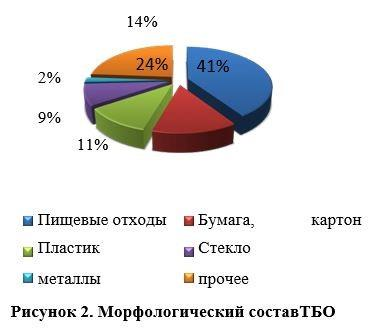 14%
24% 41%
2%
9%
11%
Пищевые отходы Бумага, картон
Пластик Стекло
металлы прочее
Рисунок 2. Морфологический составТБО